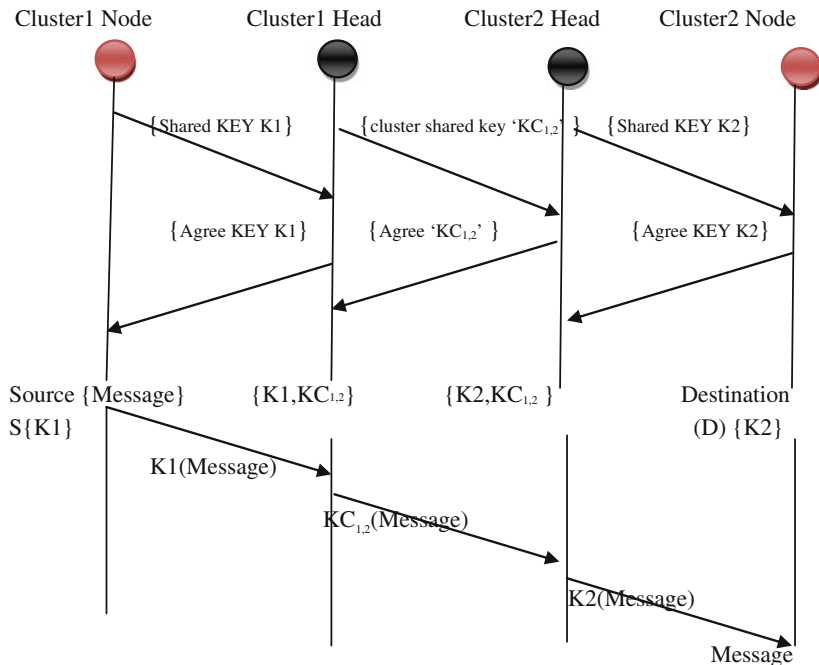 Cluster1 Node
Cluster1 Head
Cluster2 Head
Cluster2 Node
{Shared KEY K1}
{cluster shared key ‘KC1,2’ }
{Shared KEY K2}
{Agree KEY K1}
{Agree ‘KC1,2’ }
{Agree KEY K2}
Source {Message}
S{K1}
{K1,KC1,2}
{K2,KC1,2 }
Destination
(D) {K2}
K1(Message)
KC1,2(Message)
K2(Message)
Message